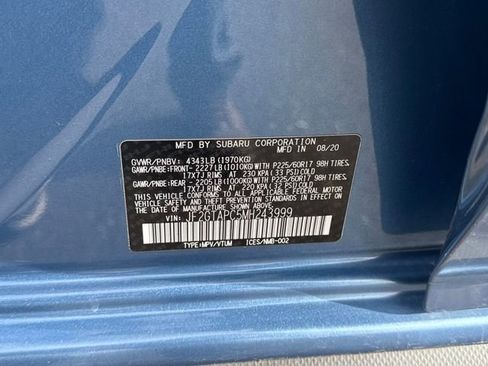 MFD. BY SUBARU CORPORATION IN 08/20
GVWR/PNBV: 4343LB (1970KG)
GAWR/PNBE:FRONT- 2227LB(1010KG)WITH P225/60R17 98H TIRES,
17X7J RIMS AT 230 KPA(33 PSI)COLD
GAWR/PNBE:REAR - 2205LB(1000KG)WITH P225/60R17 98H TIRES,
17X7J RIMS AT 220 KPA(32 PSI)COLD
THIS VEHICLE CONFORMS TO ALL APPLICABLE FEDERAL MOTOR
VEHICLE SAFETY AND BUMPER STANDARDS IN EFFECT ON THE
DATE OF MANUFACTURE SHOWN ABOVE.
VIN: JF2GTAPC5MH243999
TYPE:MPV/VTUM ICES/NMB-002